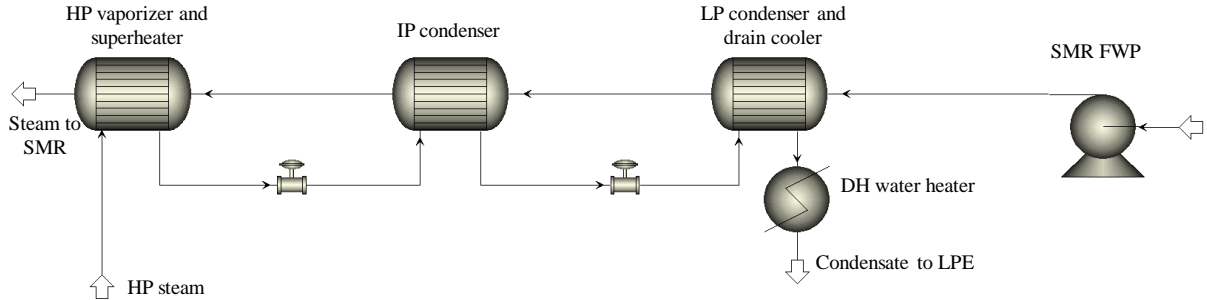 HP vaporizer and
superheater
IP condenser
LP condenser and
drain cooler
SMR FWP
Steam to
SMR
DH water heater
HP steam
Condensate to LPE